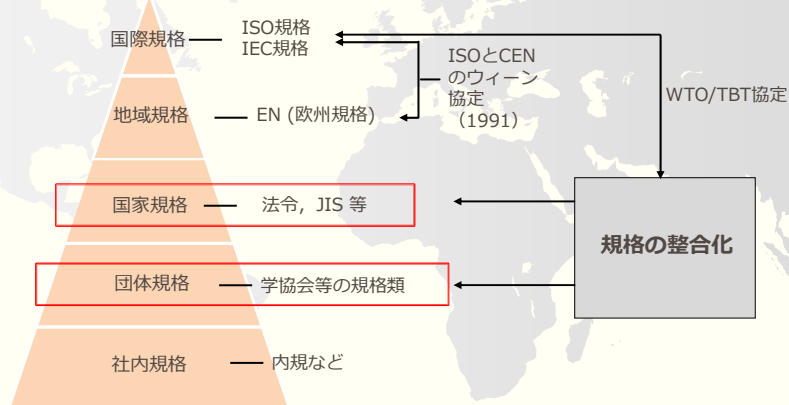 国際規格
ISO規格
IEC規格
ISOとCEN
のウィーン
協定
（1991）
WTO/TBT協定
地域規格
EN (欧州規格)
国家規格
法令，JIS 等
規格の整合化
団体規格
学協会等の規格類
社内規格
内規など